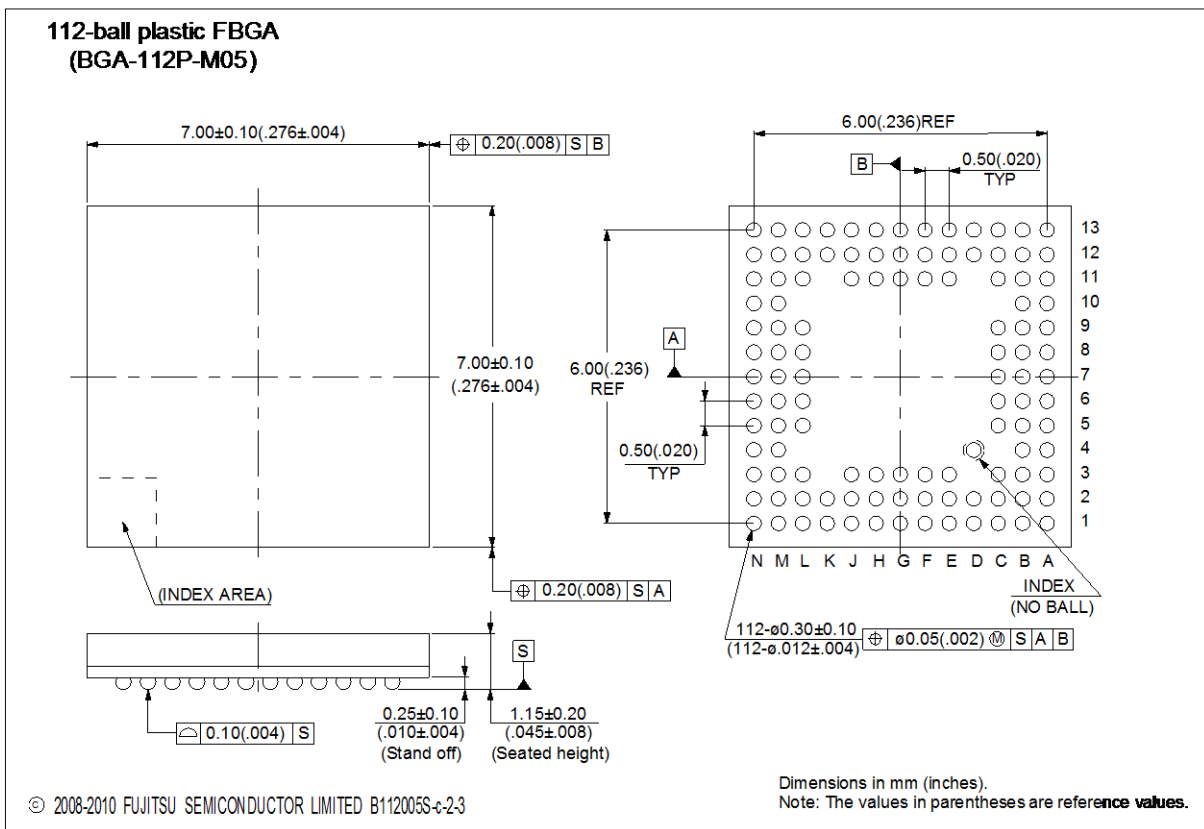 112-ball plastic FBGA
(BGA-112P-M05)
7.00±0.10(.276±.004)
⌖ 0.20(.008) S B
6.00(.236)REF
B
0.50(.020)
TYP
13
12
11
10
9
8
7
6
5
4
3
2
1
A
7.00±0.10
(.276±.004)
6.00(.236)
REF
0.50(.020)
TYP
N M L K J H G F E D C B A
(INDEX AREA)
⌖ 0.20(.008) S A
INDEX
(NO BALL)
112-ø0.30±0.10
(112-ø.012±.004)
⌖ ø0.05(.002) Ⓜ S A B
S
0.25±0.10
(.010±.004)
(Stand off)
1.15±0.20
(.045±.008)
(Seated height)
⌓ 0.10(.004) S
© 2008-2010 FUJITSU SEMICONDUCTOR LIMITED B112005S-c-2-3
Dimensions in mm (inches).
Note: The values in parentheses are reference values.